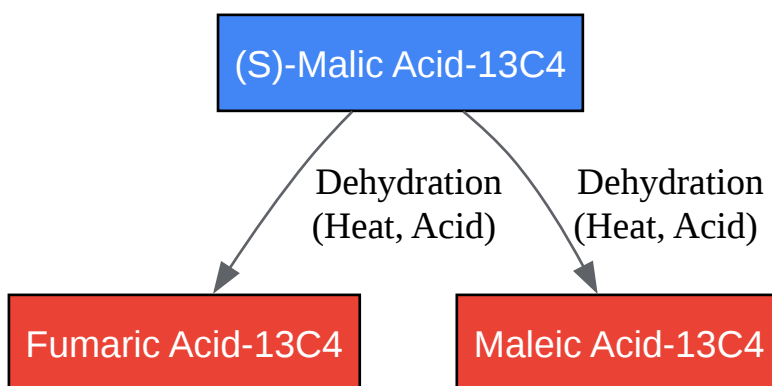 (S)-Malic Acid-13C4
Dehydration
(Heat, Acid)
Dehydration
(Heat, Acid)
Fumaric Acid-13C4
Maleic Acid-13C4